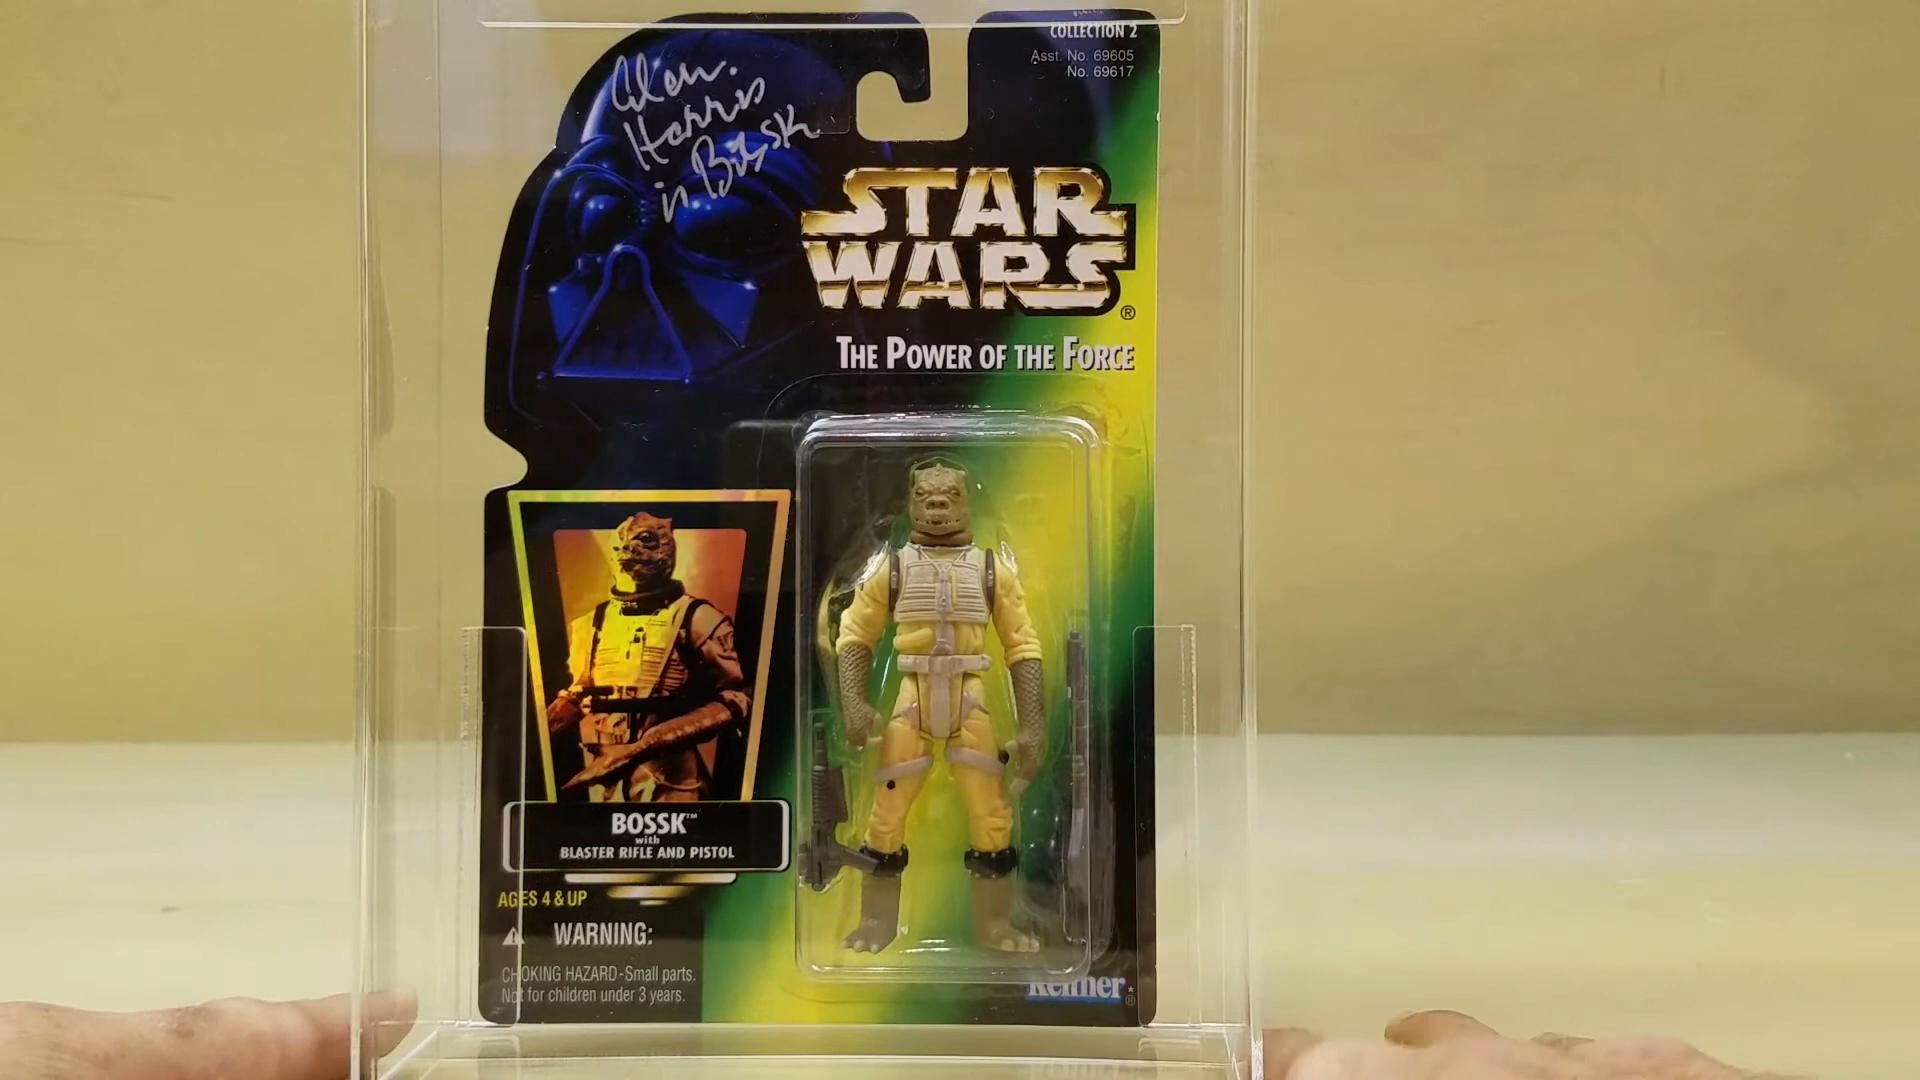 COLLECTION 2
Asst. No. 69605
No. 69617
Alan.
Harris
is Bossk
STAR
WARS®
THE POWER OF THE FORCE
BOSSK™
with
BLASTER RIFLE AND PISTOL
AGES 4 & UP
WARNING:
CHOKING HAZARD-Small parts.
Not for children under 3 years.
Kenner®